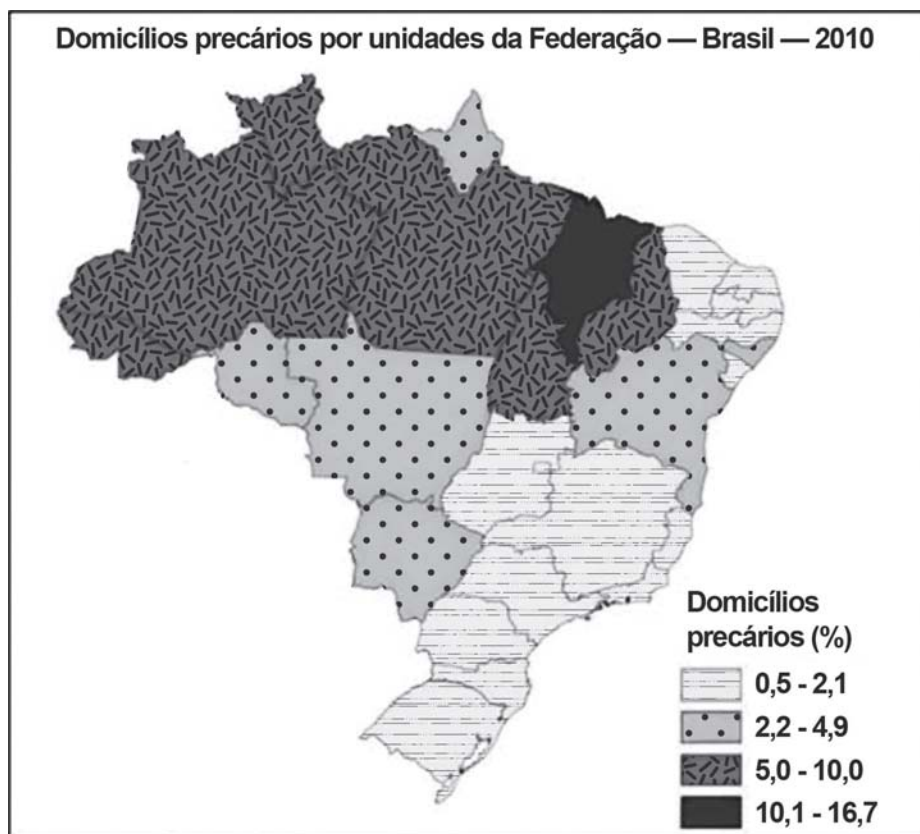 Domicílios precários por unidades da Federação — Brasil — 2010
Domicílios
precários (%)
0,5 - 2,1
2,2 - 4,9
5,0 - 10,0
10,1 - 16,7